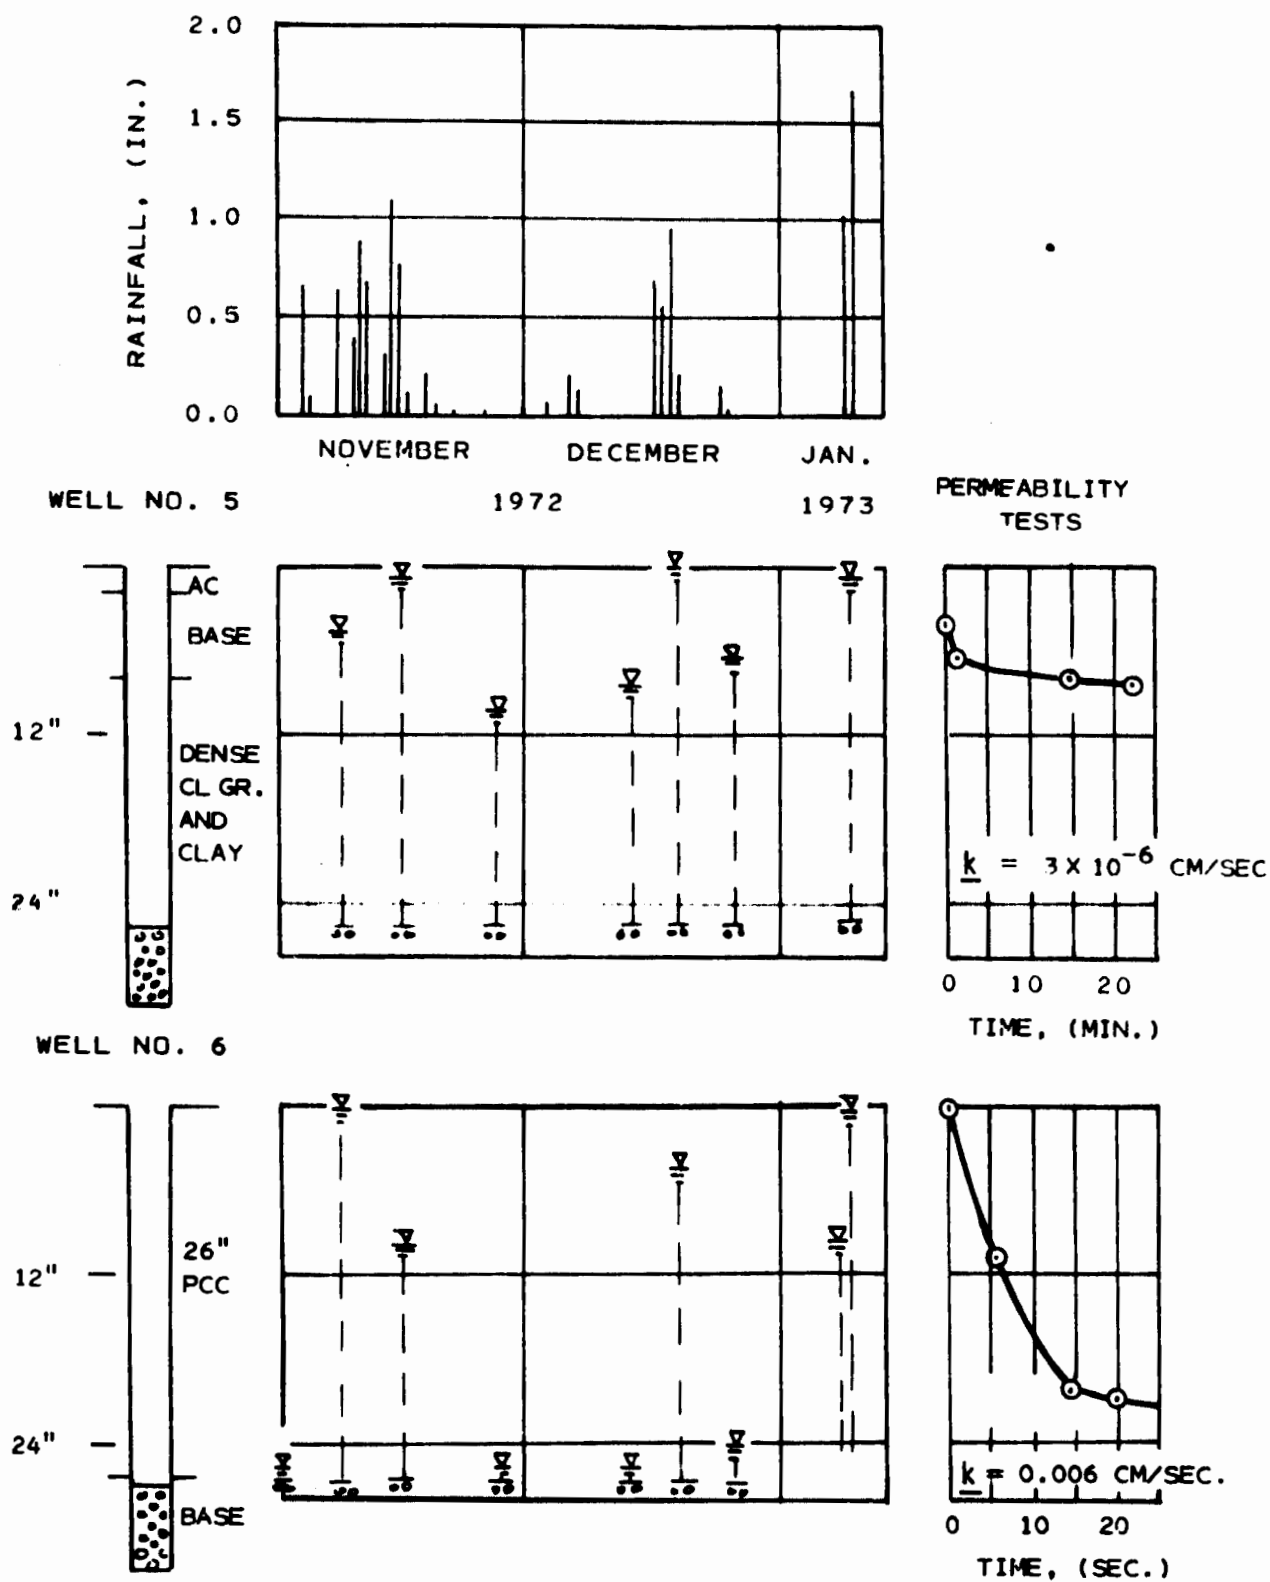 2.0
1.5
1.0
0.5
0.0
RAINFALL, (IN.)
NOVEMBER DECEMBER JAN.
1972 1973
WELL NO. 5
PERMEABILITY
TESTS
AC
BASE
12"
DENSE
CL GR.
AND
CLAY
24"
k = 3 X 10⁻⁶ CM/SEC
0 10 20
TIME, (MIN.)
WELL NO. 6
26"
PCC
12"
24"
BASE
k = 0.006 CM/SEC.
0 10 20
TIME, (SEC.)